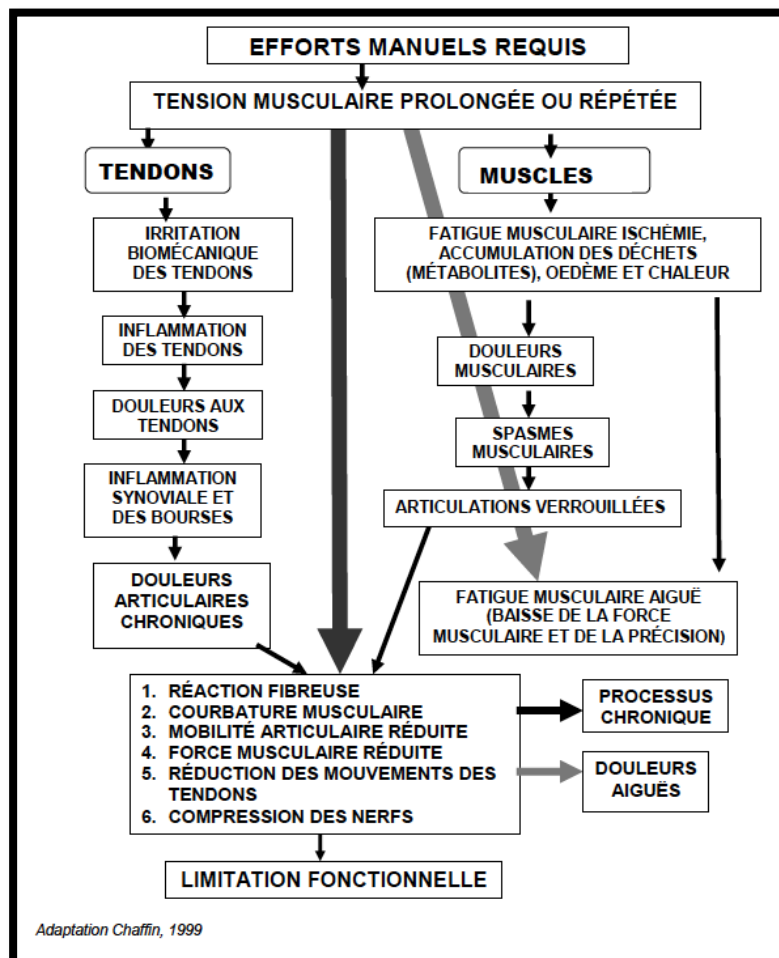 EFFORTS MANUELS REQUIS
TENSION MUSCULAIRE PROLONGÉE OU RÉPÉTÉE
TENDONS
MUSCLES
IRRITATION
BIOMÉCANIQUE
DES TENDONS
FATIGUE MUSCULAIRE ISCHÉMIE,
ACCUMULATION DES DÉCHETS
(MÉTABOLITES), OEDÈME ET CHALEUR
INFLAMMATION
DES TENDONS
DOULEURS
MUSCULAIRES
DOULEURS AUX
TENDONS
SPASMES
MUSCULAIRES
INFLAMMATION
SYNOVIALE ET
DES BOURSES
ARTICULATIONS VERROUILLÉES
DOULEURS
ARTICULAIRES
CHRONIQUES
FATIGUE MUSCULAIRE AIGUË
(BAISSE DE LA FORCE
MUSCULAIRE ET DE LA PRÉCISION)
1. RÉACTION FIBREUSE
2. COURBATURE MUSCULAIRE
3. MOBILITÉ ARTICULAIRE RÉDUITE
4. FORCE MUSCULAIRE RÉDUITE
5. RÉDUCTION DES MOUVEMENTS DES
TENDONS
6. COMPRESSION DES NERFS
PROCESSUS
CHRONIQUE
DOULEURS
AIGUËS
LIMITATION FONCTIONNELLE
Adaptation Chaffin, 1999